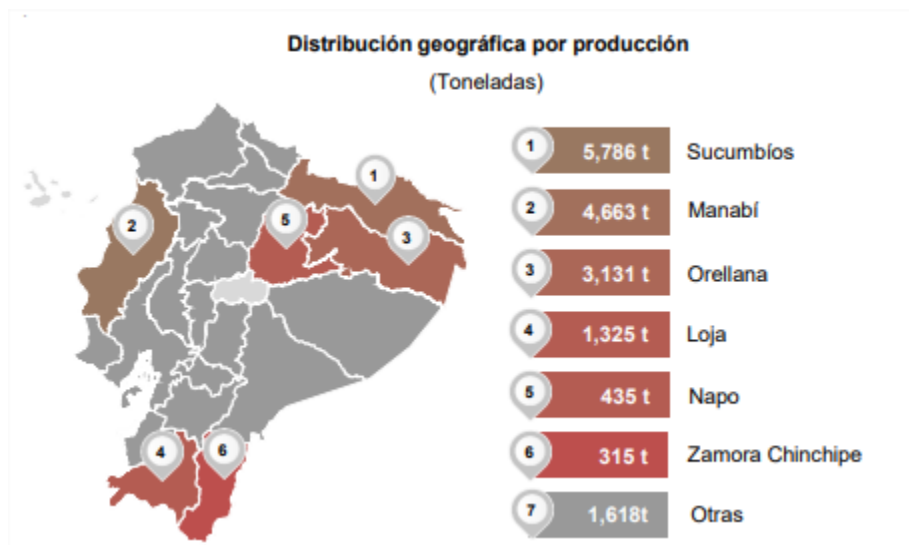 Distribución geográfica por producción
(Toneladas)
1 5,786 t Sucumbíos
2 4,663 t Manabí
3 3,131 t Orellana
4 1,325 t Loja
5 435 t Napo
6 315 t Zamora Chinchipe
7 1,618t Otras
1
2
5
3
4
6